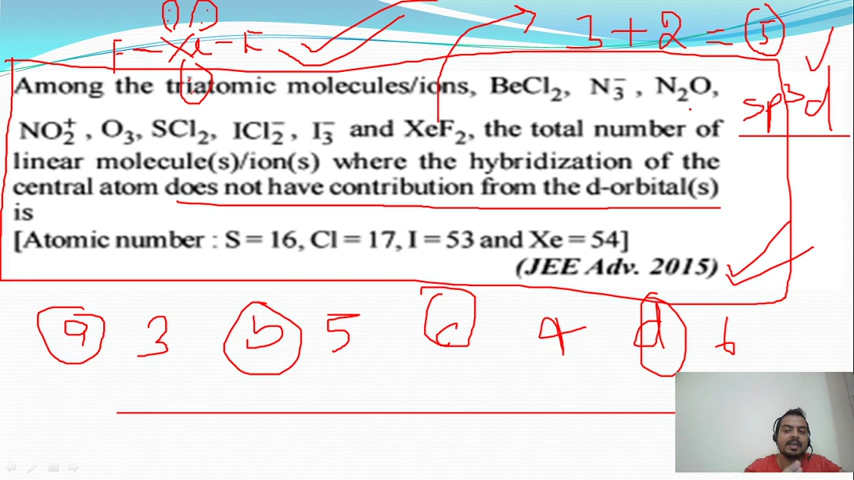 F—Xe—F
3 + 2 = 5
Among the triatomic molecules/ions, BeCl₂, N₃⁻, N₂O,
sp³d
NO₂⁺, O₃, SCl₂, ICl₂⁻, I₃⁻ and XeF₂, the total number of
linear molecule(s)/ion(s) where the hybridization of the
central atom does not have contribution from the d-orbital(s)
is
[Atomic number : S = 16, Cl = 17, I = 53 and Xe = 54]
(JEE Adv. 2015)
a 3 b 5 c 4 d 6